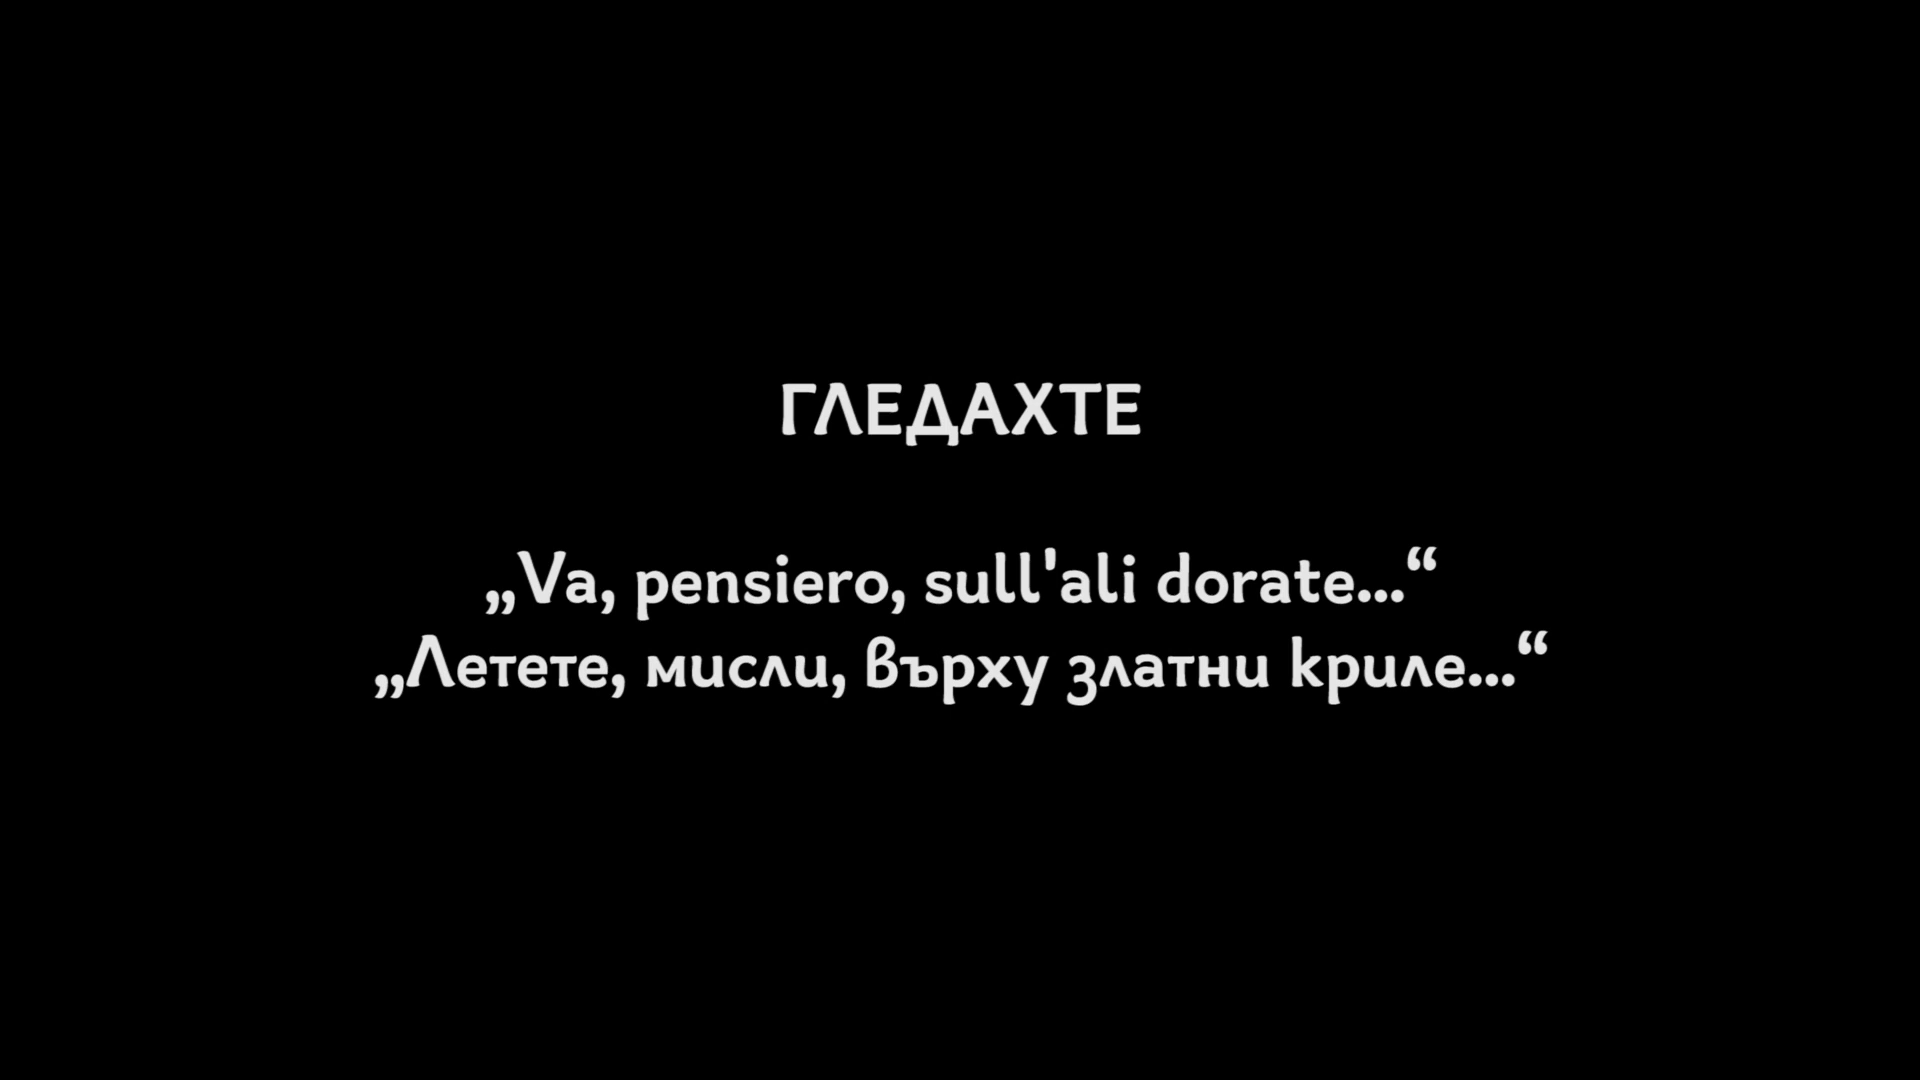 ГЛЕДАХТЕ
„Va, pensiero, sull'ali dorate...“
„Летете, мисли, върху златни криле...“